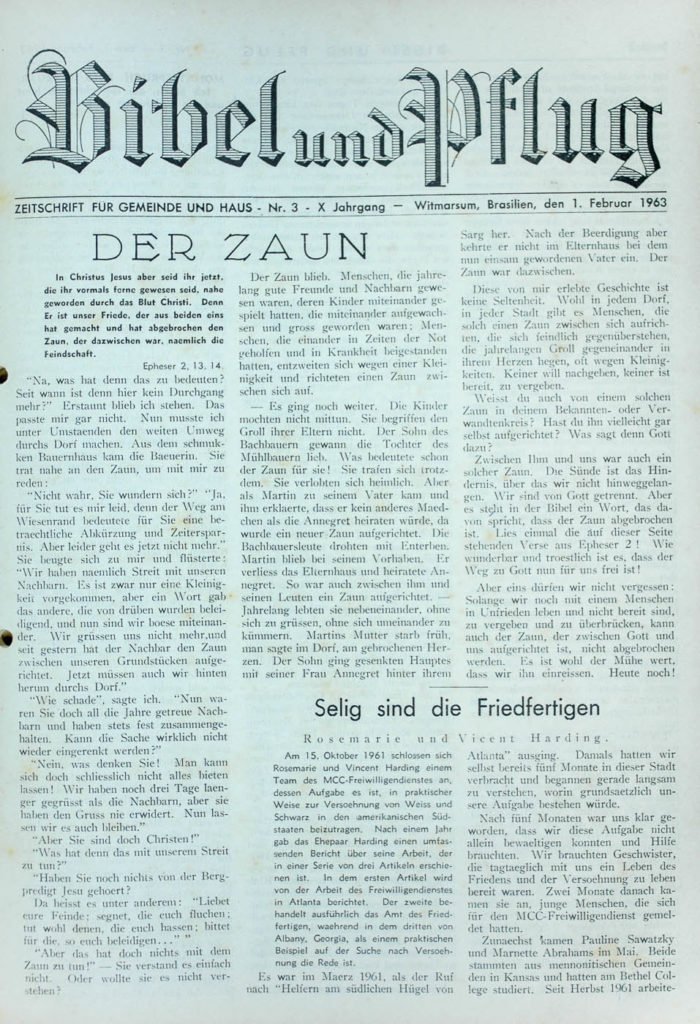 Bibel und Pflug
ZEITSCHRIFT FÜR GEMEINDE UND HAUS - Nr. 3 - X Jahrgang — Witmarsum, Brasilien, den 1. Februar 1963
DER ZAUN
In Christus Jesus aber seid ihr jetzt,
die ihr vormals ferne gewesen seid, nahe
geworden durch das Blut Christi. Denn
Er ist unser Friede, der aus beiden eins
hat gemacht und hat abgebrochen den
Zaun, der dazwischen war, naemlich die
Feindschaft.
Epheser 2, 13, 14.
"Na, was hat denn das zu bedeuten?
Seit wann ist denn hier kein Durchgang
mehr?" Erstaunt blieb ich stehen. Das
passte mir gar nicht. Nun musste ich
unter Umstaenden den weiten Umweg
durchs Dorf machen. Aus dem schmuk-
ken Bauernhaus kam die Baeuerin. Sie
trat nahe an den Zaun, um mit mir zu
reden:
"Nicht wahr, Sie wundern sich?" "Ja,
für Sie tut es mir leid, denn der Weg am
Wiesenrand bedeutete für Sie eine be-
traechtliche Abkürzung und Zeiterspar-
nis. Aber leider geht es jetzt nicht mehr."
Sie beugte sich zu mir und flüsterte:
"Wir haben naemlich Streit mit unseren
Nachbarn. Es ist zwar nur eine Kleinig-
keit vorgekommen, aber ein Wort gab
das andere, die von drüben wurden belei-
digend, und nun sind wir boese miteinan-
der. Wir grüssen uns nicht mehr,und
seit gestern hat der Nachbar den Zaun
zwischen unseren Grundstücken aufge-
richtet. Jetzt müssen auch wir hinten
herum durchs Dorf."
"Wie schade", sagte ich. "Nun wa-
ren Sie doch all die Jahre getreue Nach-
barn und haben stets fest zusammenge-
halten. Kann die Sache wirklich nicht
wieder eingerenkt werden?"
"Nein, was denken Sie! Man kann
sich doch schliesslich nicht alles bieten
lassen! Wir haben noch drei Tage laen-
ger gegrüsst als die Nachbarn, aber sie
haben den Gruss nie erwidert. Nun las-
sen wir es auch bleiben."
"Aber Sie sind doch Christen!"
"Was hat denn das mit unserem Streit
zu tun?"
"Haben Sie noch nichts von der Berg-
predigt Jesu gehoert?
Da heisst es unter anderem: "Liebet
eure Feinde; segnet, die euch fluchen;
tut wohl denen, die euch hassen; bittet
für die, so euch beleidigen..." "
"Aber das hat doch nichts mit dem
Zaun zu tun!" — Sie verstand es einfach
nicht. Oder wollte sie es nicht ver-
stehen?
Der Zaun blieb. Menschen, die jahre-
lang gute Freunde und Nachbarn gewe-
sen waren, deren Kinder miteinander ge-
spielt hatten, die miteinander aufgewach-
sen und gross geworden waren; Men-
schen, die einander in Zeiten der Not
geholfen und in Krankheit beigestanden
hatten, entzweiten sich wegen einer Klei-
nigkeit und richteten einen Zaun zwi-
schen sich auf.
— Es ging noch weiter. Die Kinder
mochten nicht mittun. Sie begriffen den
Groll ihrer Eltern nicht. Der Sohn des
Bachbauern gewann die Tochter des
Mühlbauern lieb. Was bedeutete schon
der Zaun für sie! Sie trafen sich trotz-
dem. Sie verlobten sich heimlich. Aber
als Martin zu seinem Vater kam und
ihm erklaerte, dass er kein anderes Maed-
chen als die Annegret heiraten würde, da
wurde ein neuer Zaun aufgerichtet. Die
Bachbauersleute drohten mit Enterben.
Martin blieb bei seinem Vorhaben. Er
verliess das Elternhaus und heiratete An-
negret. So war auch zwischen ihm und
seinen Leuten ein Zaun aufgerichtet. —
Jahrelang lebten sie nebeneinander, ohne
sich zu grüssen, ohne sich umeinander zu
kümmern. Martins Mutter starb früh,
man sagte im Dorf, am gebrochenen Her-
zen. Der Sohn ging gesenkten Hauptes
mit seiner Frau Annegret hinter ihrem
Sarg her. Nach der Beerdigung aber
kehrte er nicht im Elternhaus bei dem
nun einsam gewordenen Vater ein. Der
Zaun war dazwischen.
Diese von mir erlebte Geschichte ist
keine Seltenheit. Wohl in jedem Dorf,
in jeder Stadt gibt es Menschen, die
solch einen Zaun zwischen sich aufrich-
ten, die sich feindlich gegenüberstehen,
die jahrelangen Groll gegeneinander in
ihrem Herzen hegen, oft wegen Kleinig-
keiten. Keiner will nachgeben, keiner ist
bereit, zu vergeben.
Weisst du auch von einem solchen
Zaun in deinem Bekannten- oder Ver-
wandtenkreis? Hast du ihn vielleicht gar
selbst aufgerichtet? Was sagt denn Gott
dazu?
Zwischen Ihm und uns war auch ein
solcher Zaun. Die Sünde ist das Hin-
dernis, über das wir nicht hinweggelan-
gen. Wir sind von Gott getrennt. Aber
es steht in der Bibel ein Wort, das da-
von spricht, dass der Zaun abgebrochen
ist. Lies einmal die auf dieser Seite
stehenden Verse aus Epheser 2! Wie
wunderbar und troestlich ist es, dass der
Weg zu Gott nun für uns frei ist!
Aber eins dürfen wir nicht vergessen:
Solange wir noch mit einem Menschen
in Unfrieden leben und nicht bereit sind,
zu vergeben und zu überbrücken, kann
auch der Zaun, der zwischen Gott und
uns aufgerichtet ist, nicht abgebrochen
werden. Es ist wohl der Mühe wert,
dass wir ihn einreissen. Heute noch!
Selig sind die Friedfertigen
Rosemarie und Vicent Harding.
Am 15. Oktober 1961 schlossen sich
Rosemarie und Vincent Harding einem
Team des MCC-Freiwilligendienstes an,
dessen Aufgabe es ist, in praktischer
Weise zur Versoehnung von Weiss und
Schwarz in den amerikanischen Süd-
staaten beizutragen. Nach einem Jahr
gab das Ehepaar Harding einen umfas-
senden Bericht über seine Arbeit, der
in einer Serie von drei Artikeln erschie-
nen ist. In dem ersten Artikel wird
von der Arbeit des Freiwilligendienstes
in Atlanta berichtet. Der zweite be-
handelt ausführlich das Amt des Fried-
fertigen, waehrend in dem dritten von
Albany, Georgia, als einem praktischen
Beispiel auf der Suche nach Versoeh-
nung die Rede ist.
Es war im Maerz 1961, als der Ruf
nach "Helfern am südlichen Hügel von
Atlanta" ausging. Damals hatten wir
selbst bereits fünf Monate in dieser Stadt
verbracht und begannen gerade langsam
zu verstehen, worin grundsaetzlich un-
sere Aufgabe bestehen würde.
Nach fünf Monaten war uns klar ge-
worden, dass wir diese Aufgabe nicht
allein bewaeltigen konnten und Hilfe
brauchten. Wir brauchten Geschwister,
die tagtaeglich mit uns ein Leben des
Friedens und der Versoehnung zu leben
bereit waren. Zwei Monate danach ka-
men sie an, junge Menschen, die sich
für den MCC-Freiwilligendienst gemel-
det hatten.
Zunaechst kamen Pauline Sawatzky
und Marnette Abrahams im Mai. Beide
stammten aus mennonitischen Gemein-
den in Kansas und hatten am Bethel Col-
lege studiert. Seit Herbst 1961 arbeite-